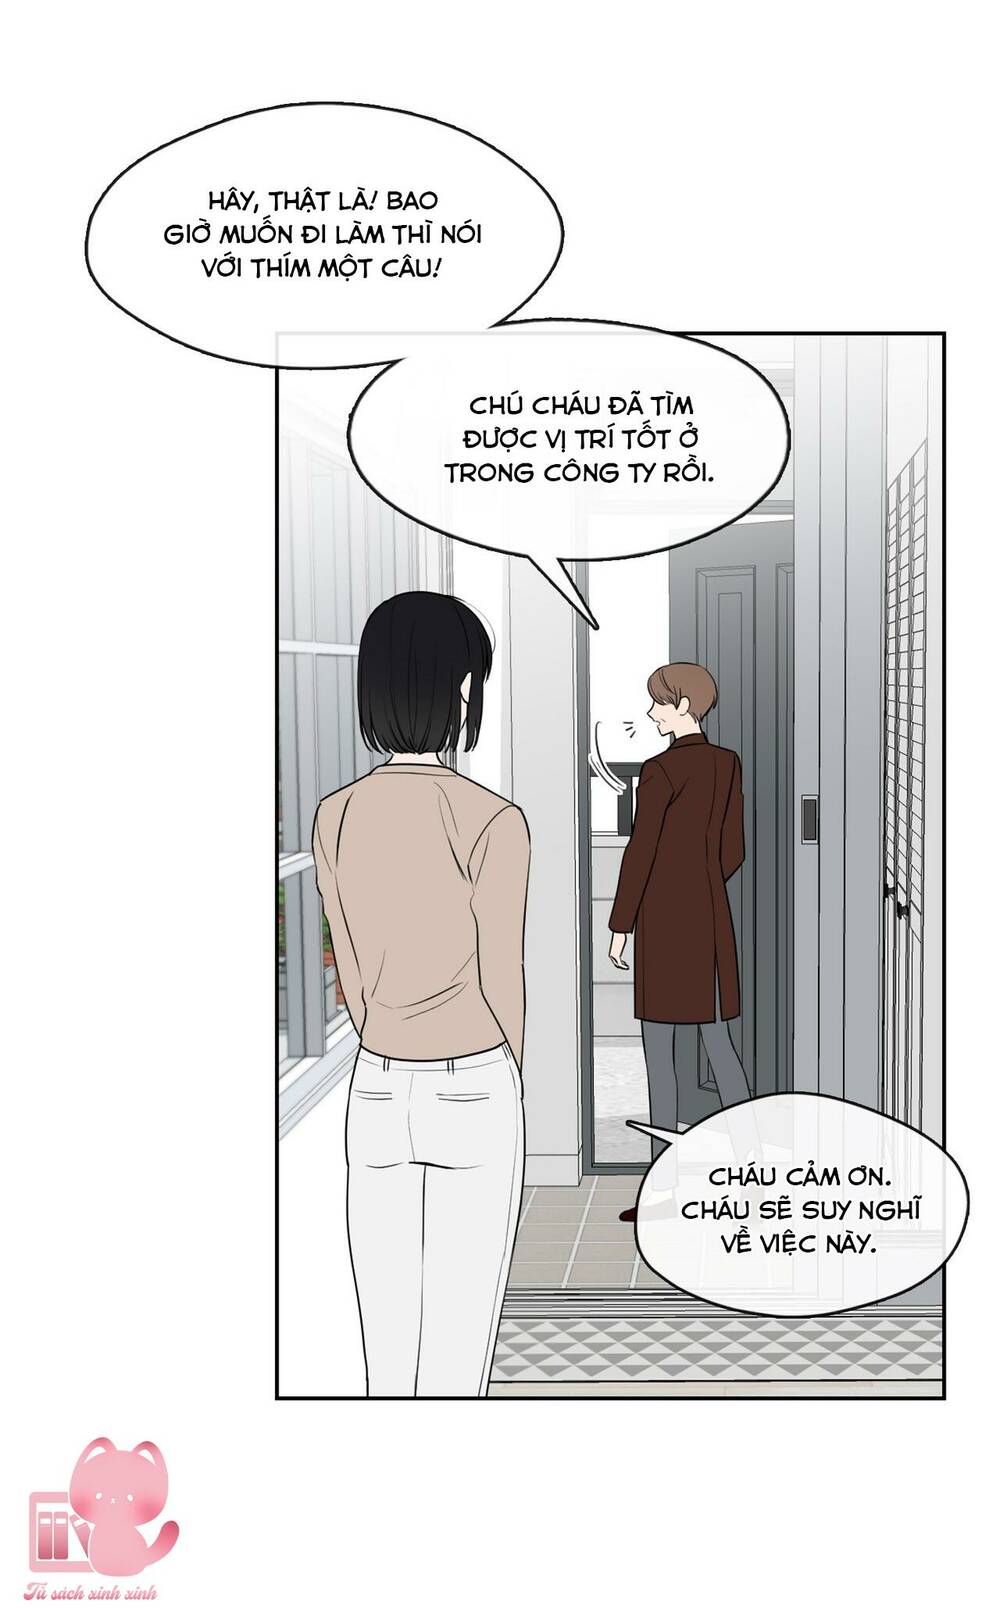 HÂY, THẬT LÀ! BAO
GIỜ MUỐN ĐI LÀM THÌ NÓI
VỚI THÍM MỘT CÂU!
CHÚ CHÁU ĐÃ TÌM
ĐƯỢC VỊ TRÍ TỐT Ở
TRONG CÔNG TY RỒI.
CHÁU CẢM ƠN.
CHÁU SẼ SUY NGHĨ
VỀ VIỆC NÀY.
Tủ sách xinh xinh